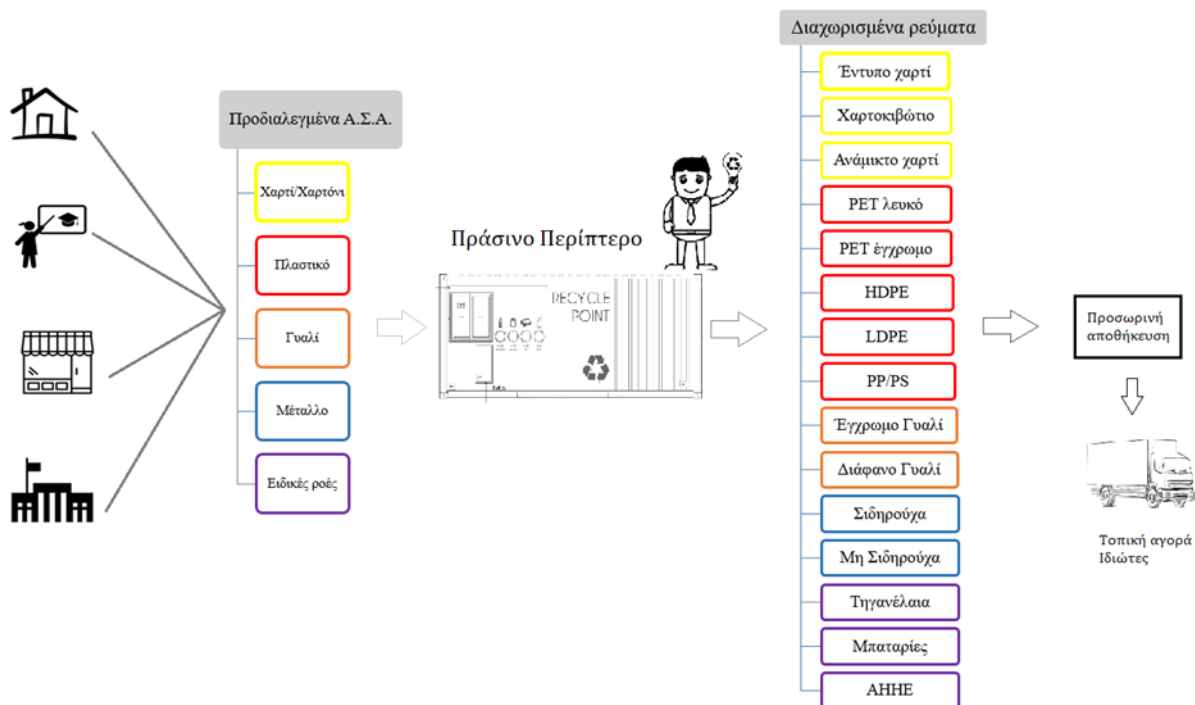 Προδιαλεγμένα Α.Σ.Α.
Χαρτί/Χαρτόνι
Πλαστικό
Γυαλί
Μέταλλο
Ειδικές ροές
Πράσινο Περίπτερο
RECYCLE
POINT
Διαχωρισμένα ρεύματα
Έντυπο χαρτί
Χαρτοκιβώτιο
Ανάμικτο χαρτί
PET λευκό
PET έγχρωμο
HDPE
LDPE
PP/PS
Έγχρωμο Γυαλί
Διάφανο Γυαλί
Σιδηρούχα
Μη Σιδηρούχα
Τηγανέλαια
Μπαταρίες
ΑΗΗΕ
Προσωρινή
αποθήκευση
Τοπική αγορά
Ιδιώτες